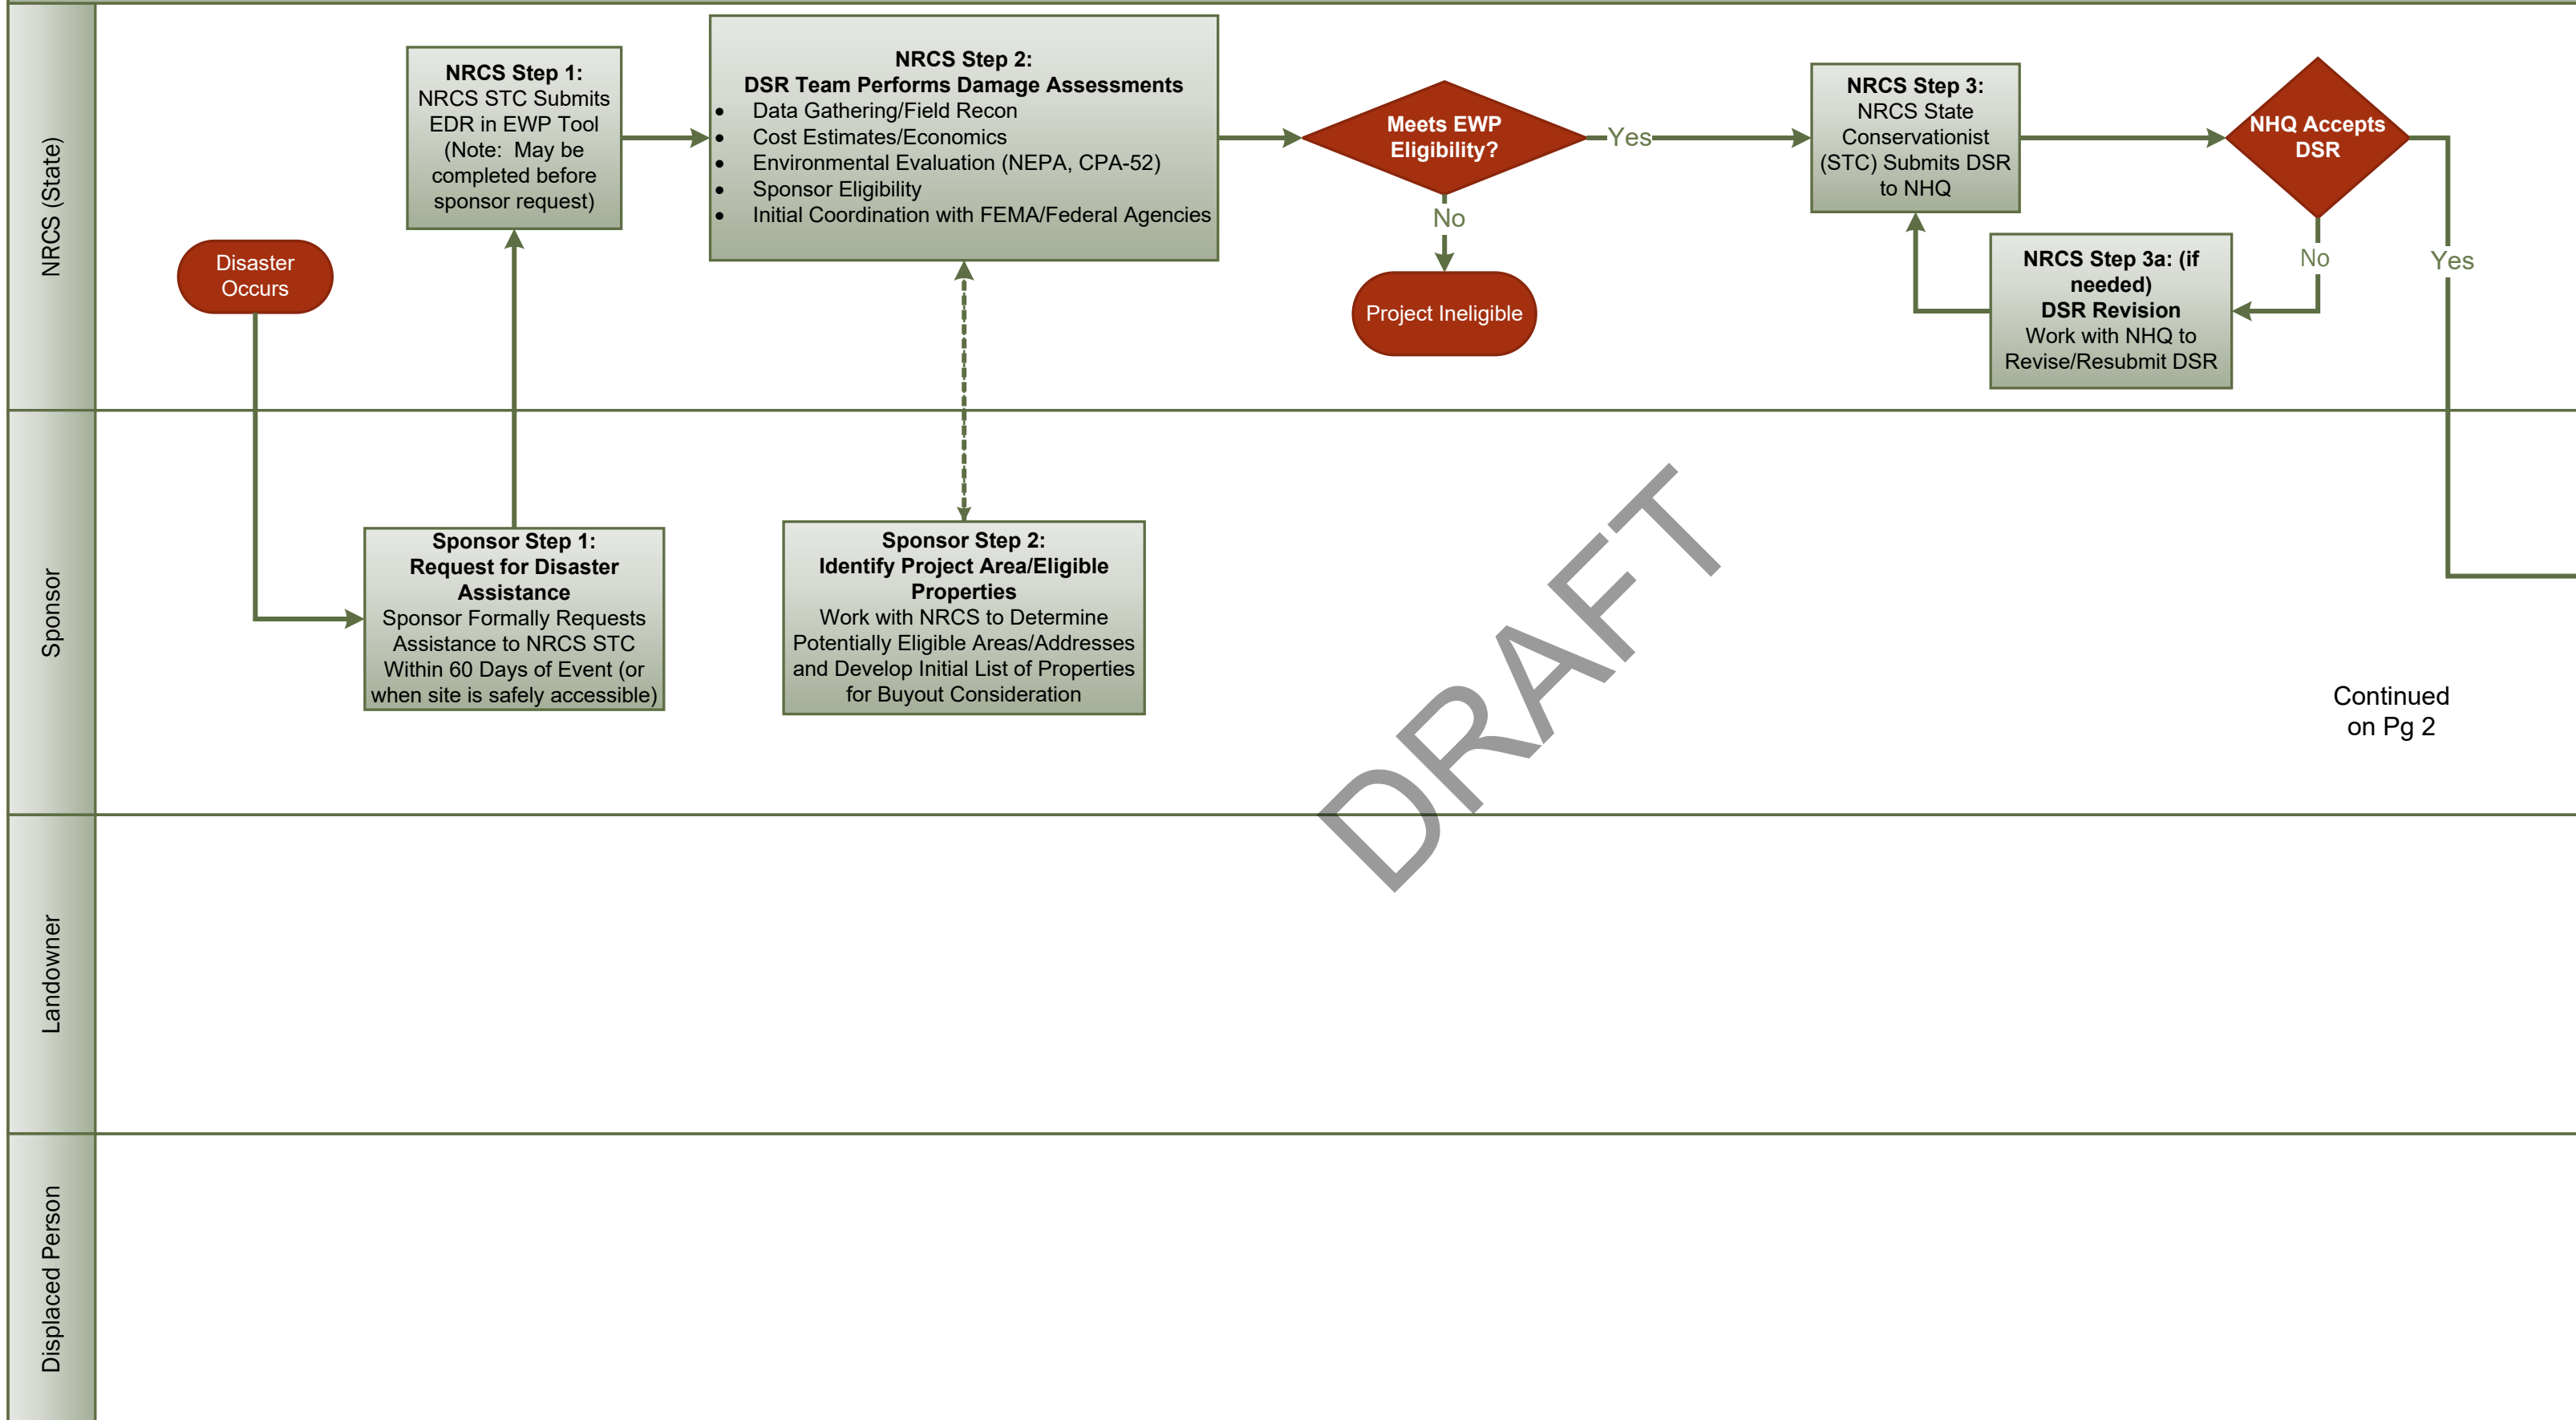 NRCS (State)
Disaster
Occurs
NRCS Step 1:
NRCS STC Submits
EDR in EWP Tool
(Note:  May be
completed before
sponsor request)
NRCS Step 2:
DSR Team Performs Damage Assessments
• Data Gathering/Field Recon
• Cost Estimates/Economics
• Environmental Evaluation (NEPA, CPA-52)
• Sponsor Eligibility
• Initial Coordination with FEMA/Federal Agencies
Meets EWP
Eligibility?
Yes
No
Project Ineligible
NRCS Step 3:
NRCS State
Conservationist
(STC) Submits DSR
to NHQ
NHQ Accepts
DSR
No
Yes
NRCS Step 3a: (if
needed)
DSR Revision
Work with NHQ to
Revise/Resubmit DSR
Sponsor
Sponsor Step 1:
Request for Disaster
Assistance
Sponsor Formally Requests
Assistance to NRCS STC
Within 60 Days of Event (or
when site is safely accessible)
Sponsor Step 2:
Identify Project Area/Eligible
Properties
Work with NRCS to Determine
Potentially Eligible Areas/Addresses
and Develop Initial List of Properties
for Buyout Consideration
DRAFT
Continued
on Pg 2
Landowner
Displaced Person